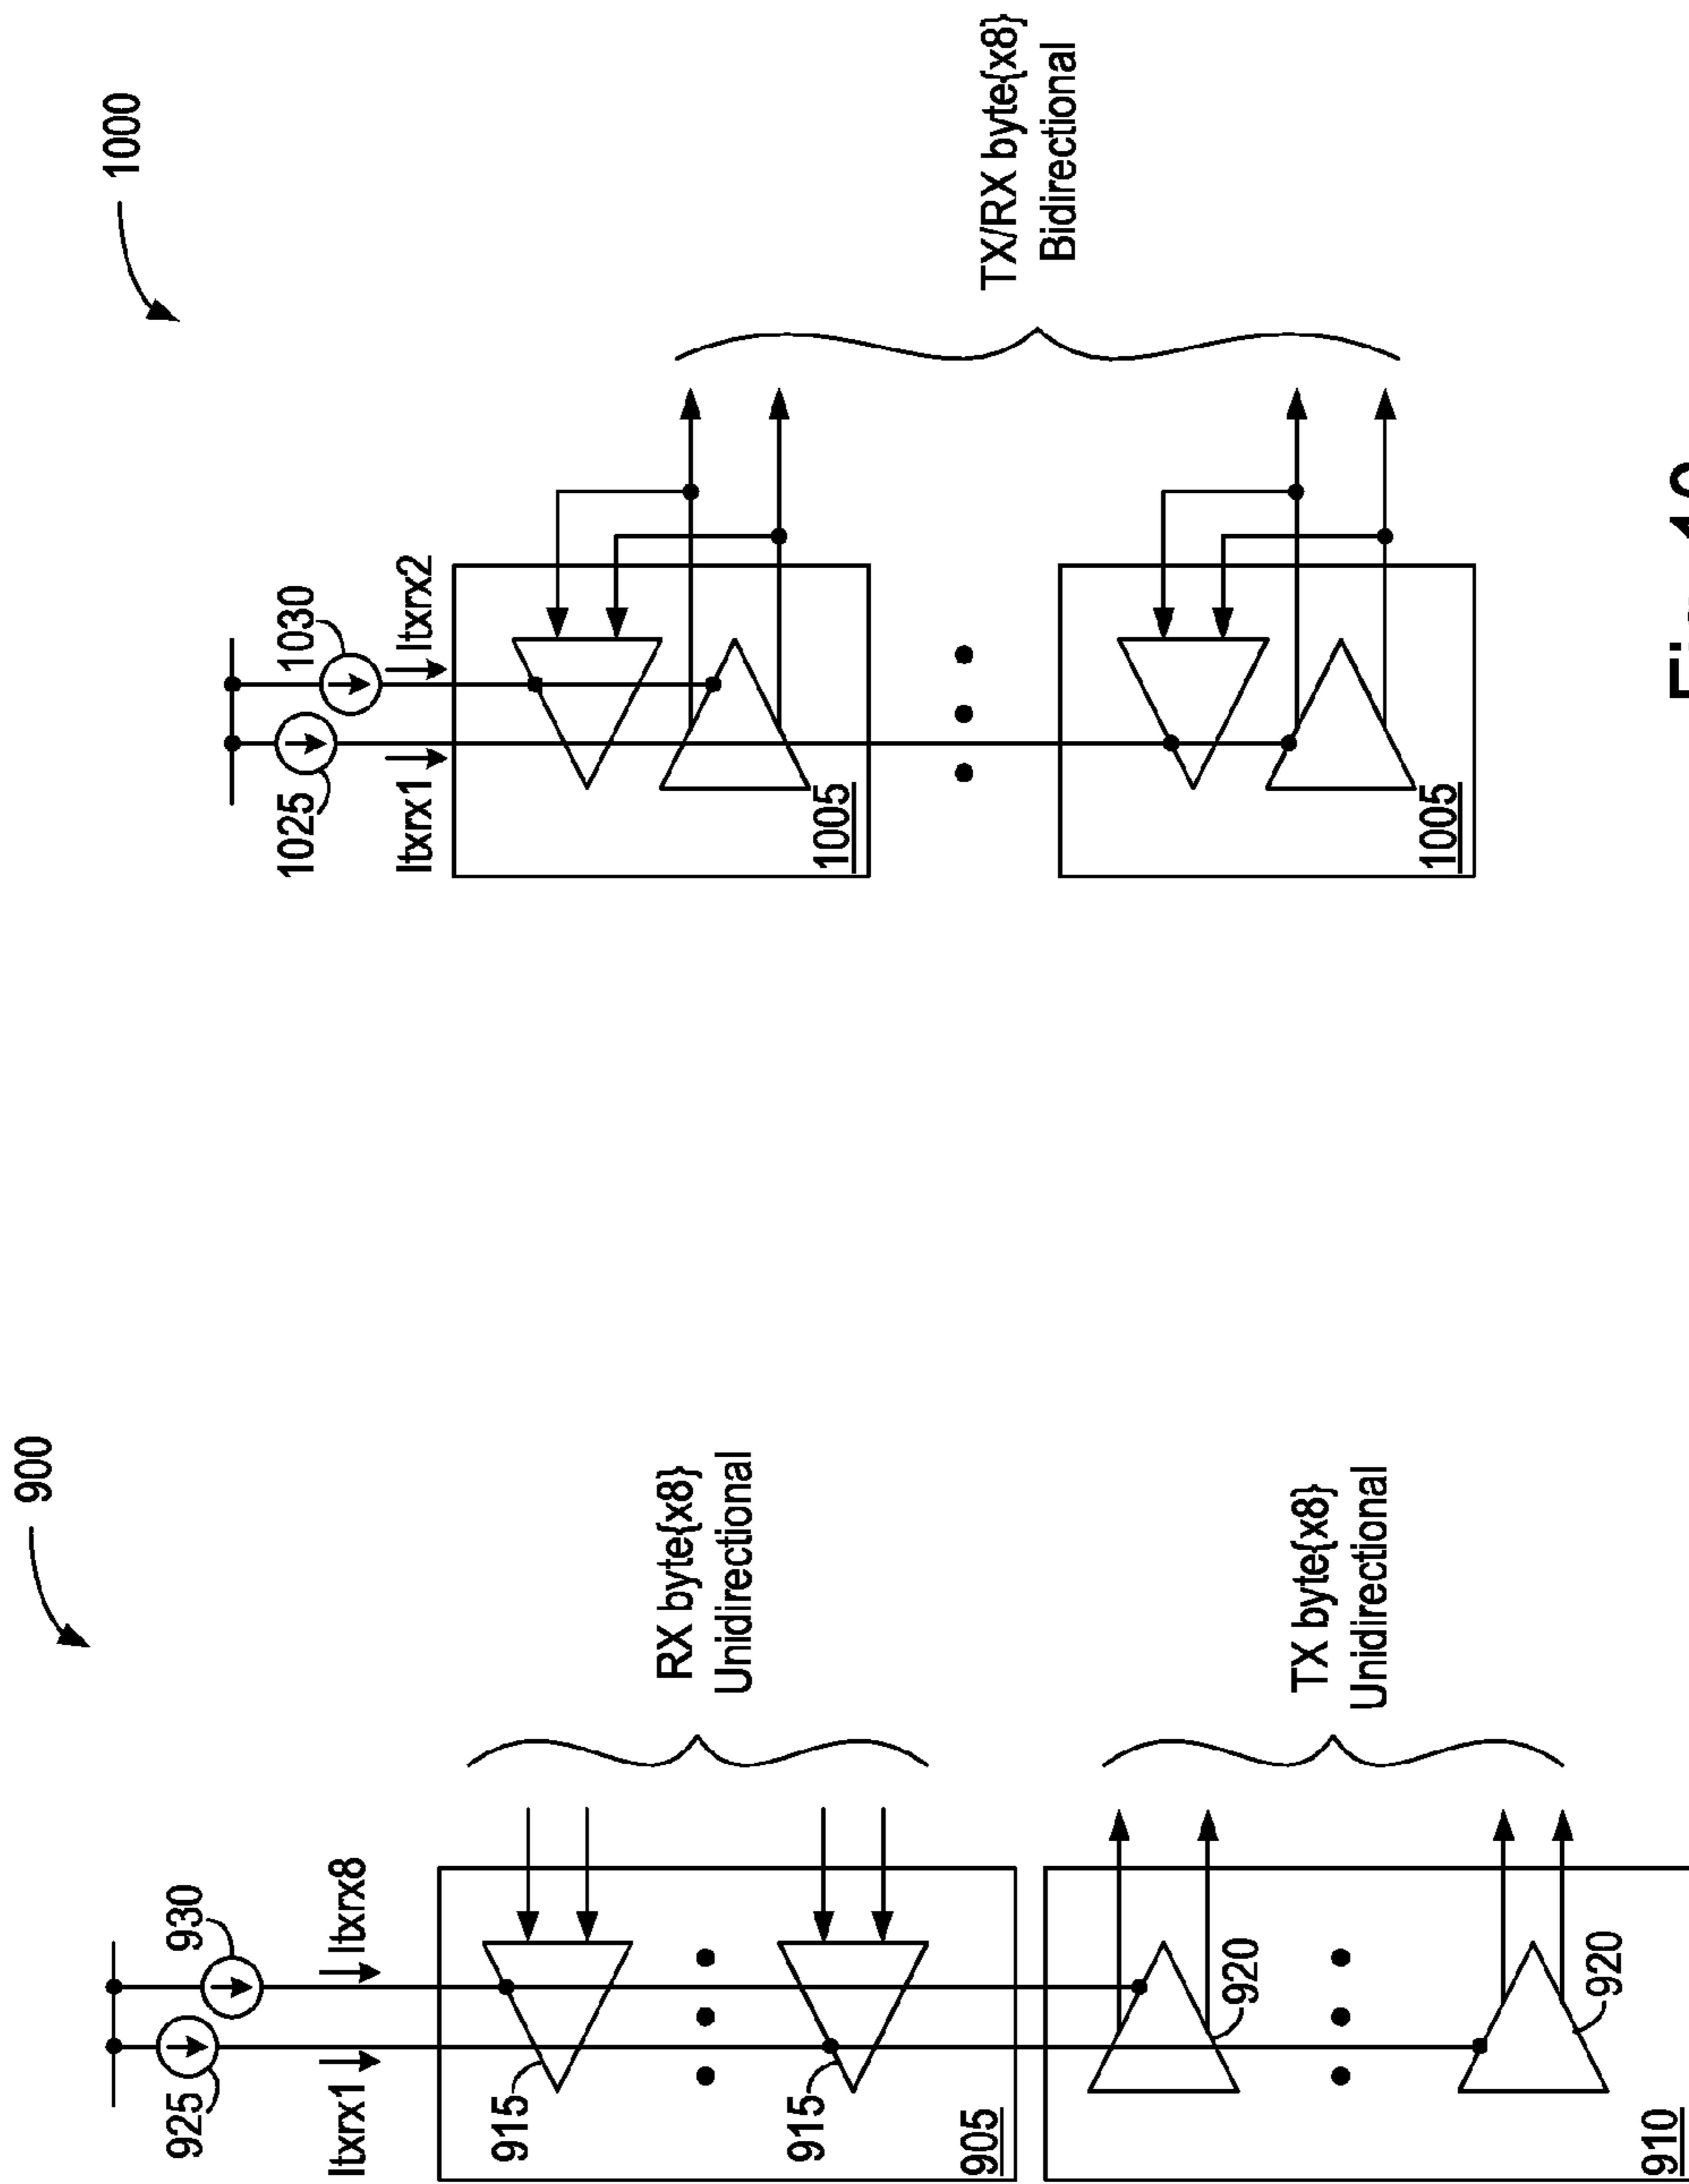 900
925
930
Itxrx1
Itxrx8
915
915
905
RX byte{x8}
Unidirectional
920
920
910
TX byte{x8}
Unidirectional
1000
1025
1030
Itxrx1
Itxrx2
1005
1005
TX/RX byte{x8}
Bidirectional